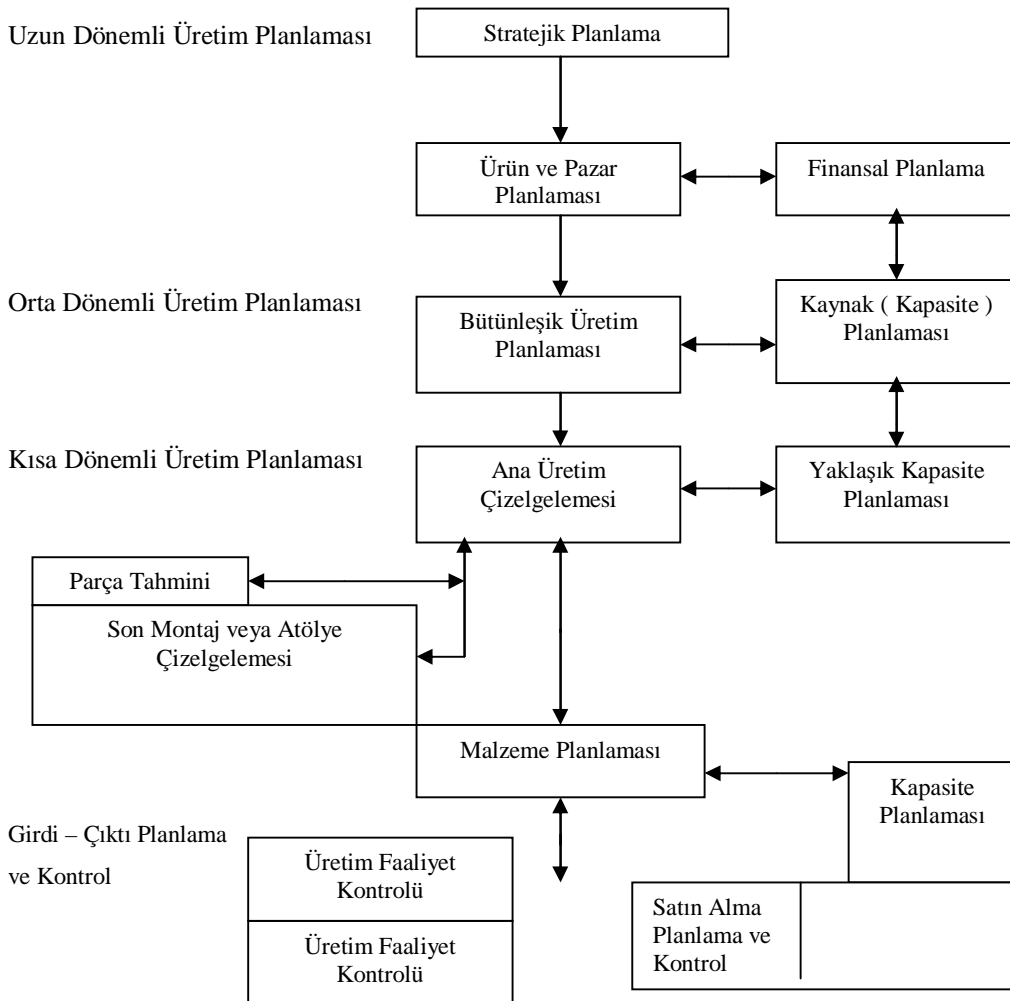 Uzun Dönemli Üretim Planlaması
Stratejik Planlama
Ürün ve Pazar
Planlaması
Finansal Planlama
Orta Dönemli Üretim Planlaması
Bütünleşik Üretim
Planlaması
Kaynak ( Kapasite )
Planlaması
Kısa Dönemli Üretim Planlaması
Ana Üretim
Çizelgelemesi
Yaklaşık Kapasite
Planlaması
Parça Tahmini
Son Montaj veya Atölye
Çizelgelemesi
Malzeme Planlaması
Kapasite
Planlaması
Girdi – Çıktı Planlama
ve Kontrol
Üretim Faaliyet
Kontrolü
Üretim Faaliyet
Kontrolü
Satın Alma
Planlama ve
Kontrol